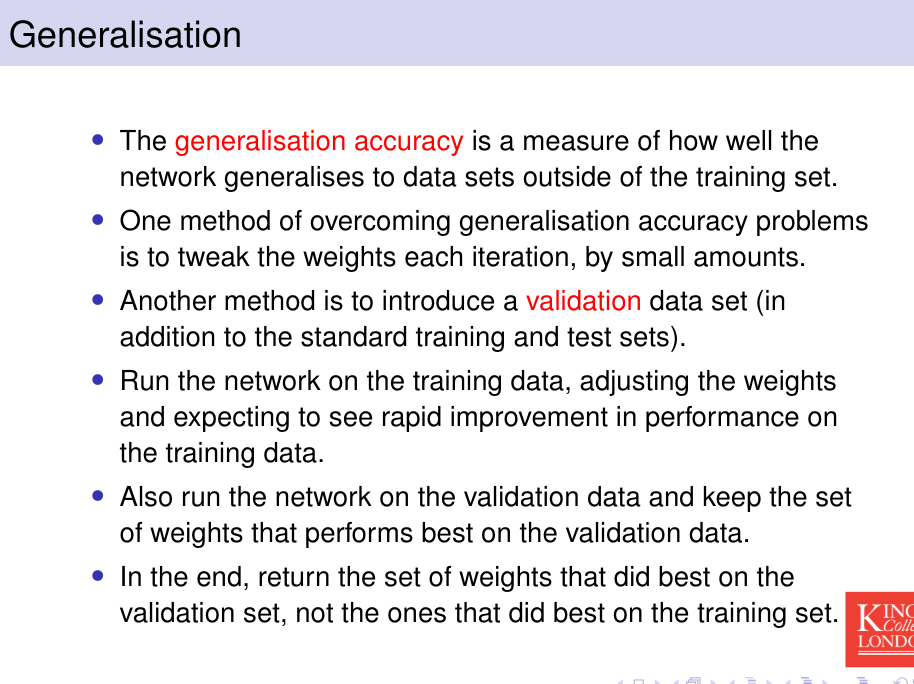 Generalisation
The generalisation accuracy is a measure of how well the
network generalises to data sets outside of the training set.
One method of overcoming generalisation accuracy problems
is to tweak the weights each iteration, by small amounts.
Another method is to introduce a validation data set (in
addition to the standard training and test sets).
Run the network on the training data, adjusting the weights
and expecting to see rapid improvement in performance on
the training data.
Also run the network on the validation data and keep the set
of weights that performs best on the validation data.
In the end, return the set of weights that did best on the
validation set, not the ones that did best on the training set.